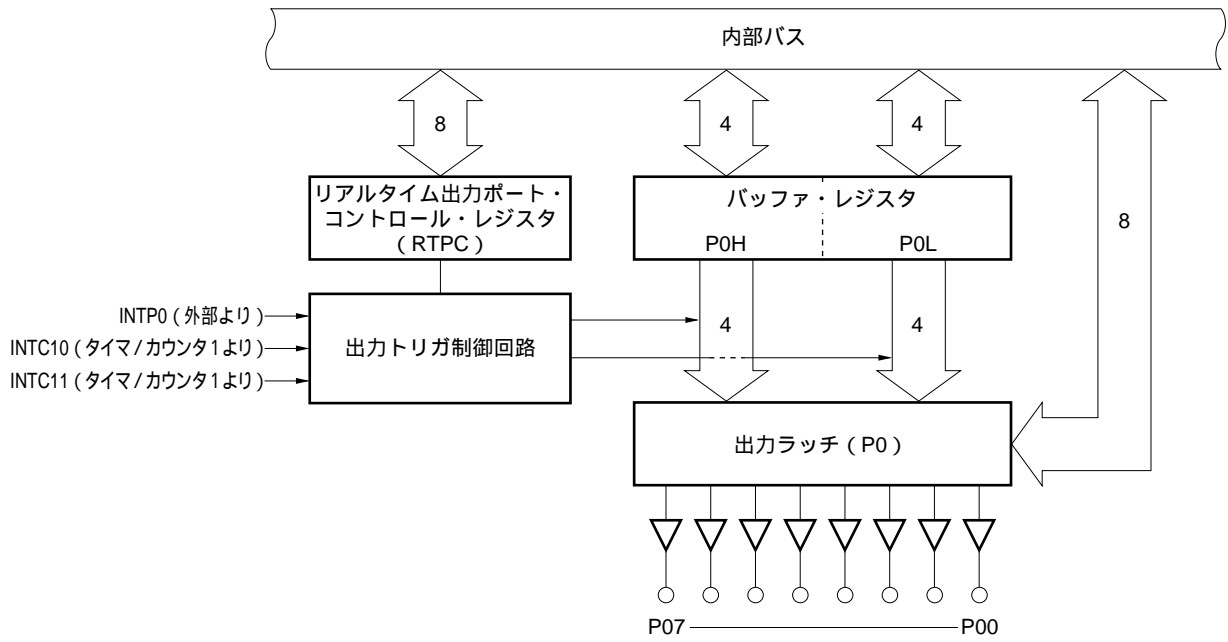 内部バス
8
4
4
リアルタイム出力ポート・
コントロール・レジスタ
（RTPC）
バッファ・レジスタ
P0H
P0L
8
INTP0（外部より）
INTC10（タイマ/カウンタ1より）
INTC11（タイマ/カウンタ1より）
出力トリガ制御回路
4
4
出力ラッチ（P0）
P07
P00